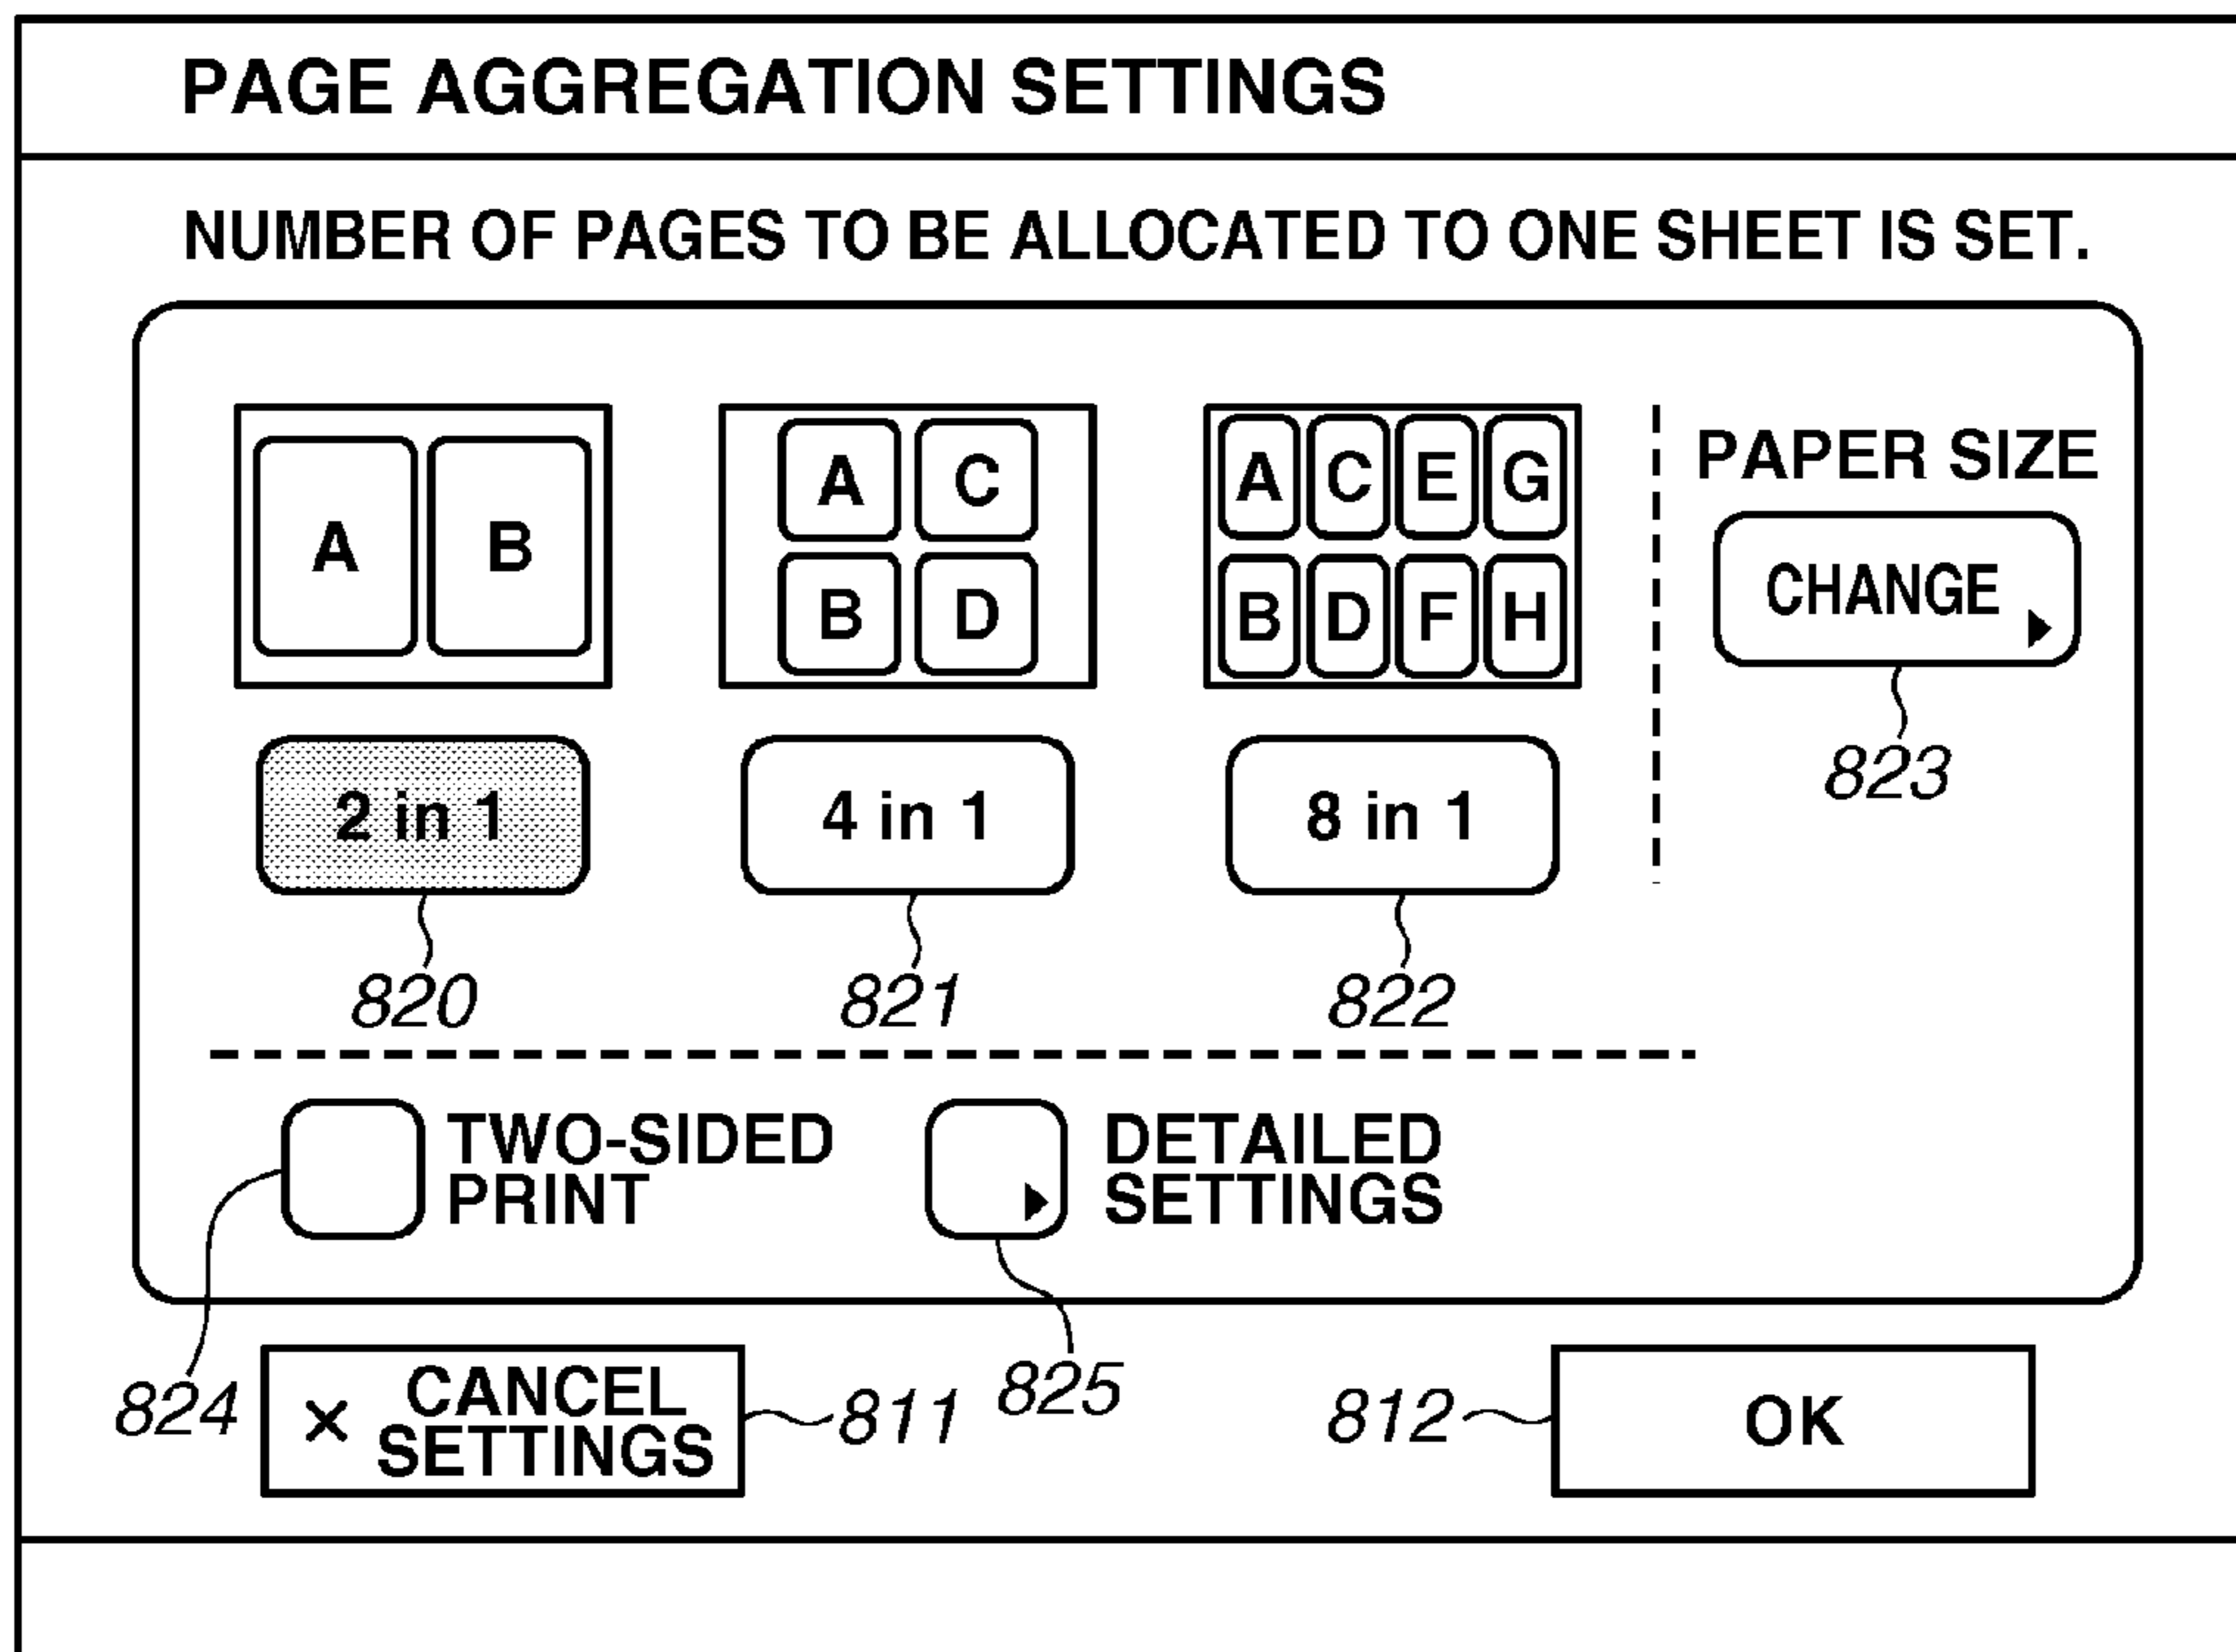 PAGE AGGREGATION SETTINGS
NUMBER OF PAGES TO BE ALLOCATED TO ONE SHEET IS SET.
A B
A C
B D
A C E G
B D F H
PAPER SIZE
CHANGE
823
2 in 1
4 in 1
8 in 1
820
821
822
TWO-SIDED
PRINT
DETAILED
SETTINGS
824
× CANCEL
SETTINGS
811
825
812
OK